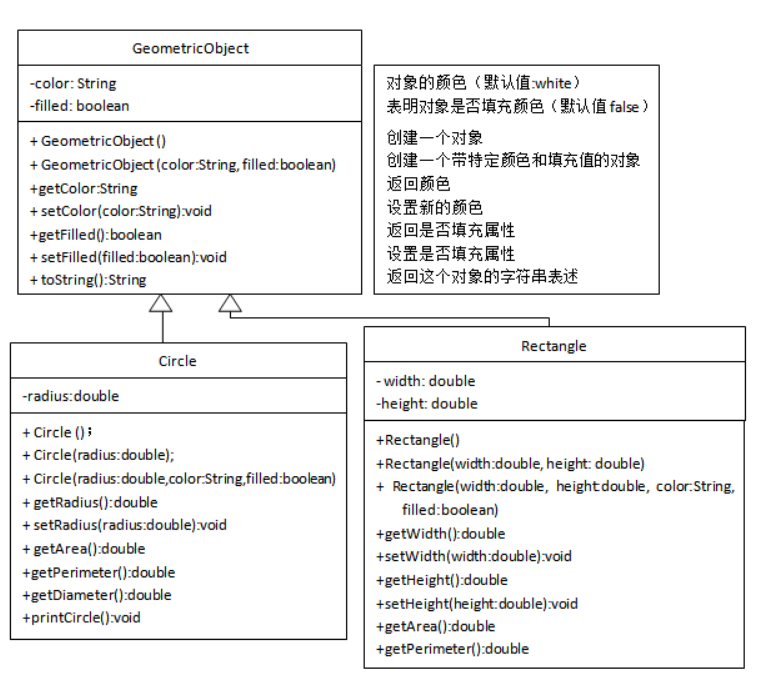 GeometricObject
-color: String
-filled: boolean
+ GeometricObject()
+ GeometricObject(color:String, filled:boolean)
+getColor:String
+ setColor(color:String):void
+getFilled():boolean
+ setFilled(filled:boolean):void
+ toString():String
对象的颜色（默认值:white）
表明对象是否填充颜色（默认值 false）
创建一个对象
创建一个带特定颜色和填充值的对象
返回颜色
设置新的颜色
返回是否填充属性
设置是否填充属性
返回这个对象的字符串表述
Circle
-radius:double
+ Circle ();
+ Circle(radius:double);
+ Circle(radius:double,color:String,filled:boolean)
+ getRadius():double
+ setRadius(radius:double):void
+ getArea():double
+getPerimeter():double
+getDiameter():double
+printCircle():void
Rectangle
- width: double
-height: double
+Rectangle()
+Rectangle(width:double, height: double)
+ Rectangle(width:double, height:double, color:String,
filled:boolean)
+getWidth():double
+setWidth(width:double):void
+getHeight():double
+setHeight(height:double):void
+getArea():double
+getPerimeter():double